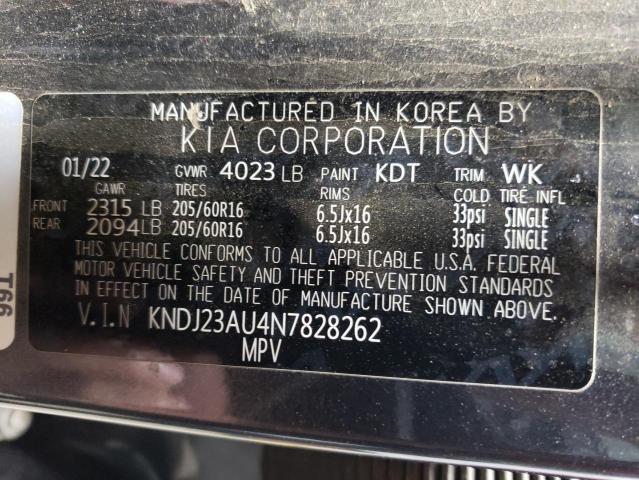 MANUFACTURED IN KOREA BY
KIA CORPORATION
01/22 GVWR 4023 LB PAINT KDT TRIM WK
GAWR TIRES RIMS COLD TIRE INFL
FRONT 2315 LB 205/60R16 6.5Jx16 33psi SINGLE
REAR 2094LB 205/60R16 6.5Jx16 33psi SINGLE
THIS VEHICLE CONFORMS TO ALL APPLICABLE U.S.A. FEDERAL
MOTOR VEHICLE SAFETY AND THEFT PREVENTION STANDARDS
IN EFFECT ON THE DATE OF MANUFACTURE SHOWN ABOVE.
V.I.N KNDJ23AU4N7828262
MPV